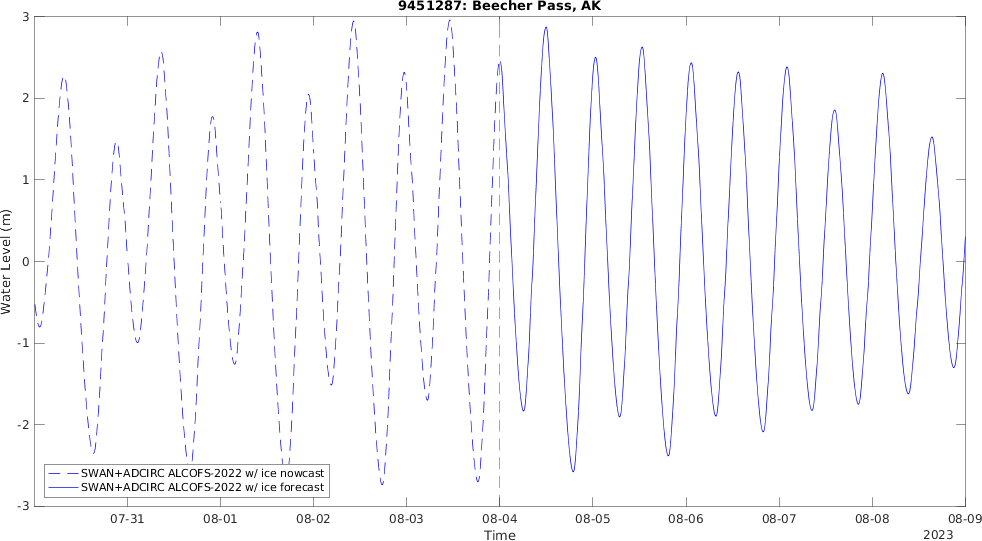 9451287: Beecher Pass, AK
3
2
1
0
-1
-2
-3
Water Level (m)
SWAN+ADCIRC ALCOFS-2022 w/ ice nowcast
SWAN+ADCIRC ALCOFS-2022 w/ ice forecast
07-31 08-01 08-02 08-03 08-04 08-05 08-06 08-07 08-08 08-09
Time
2023